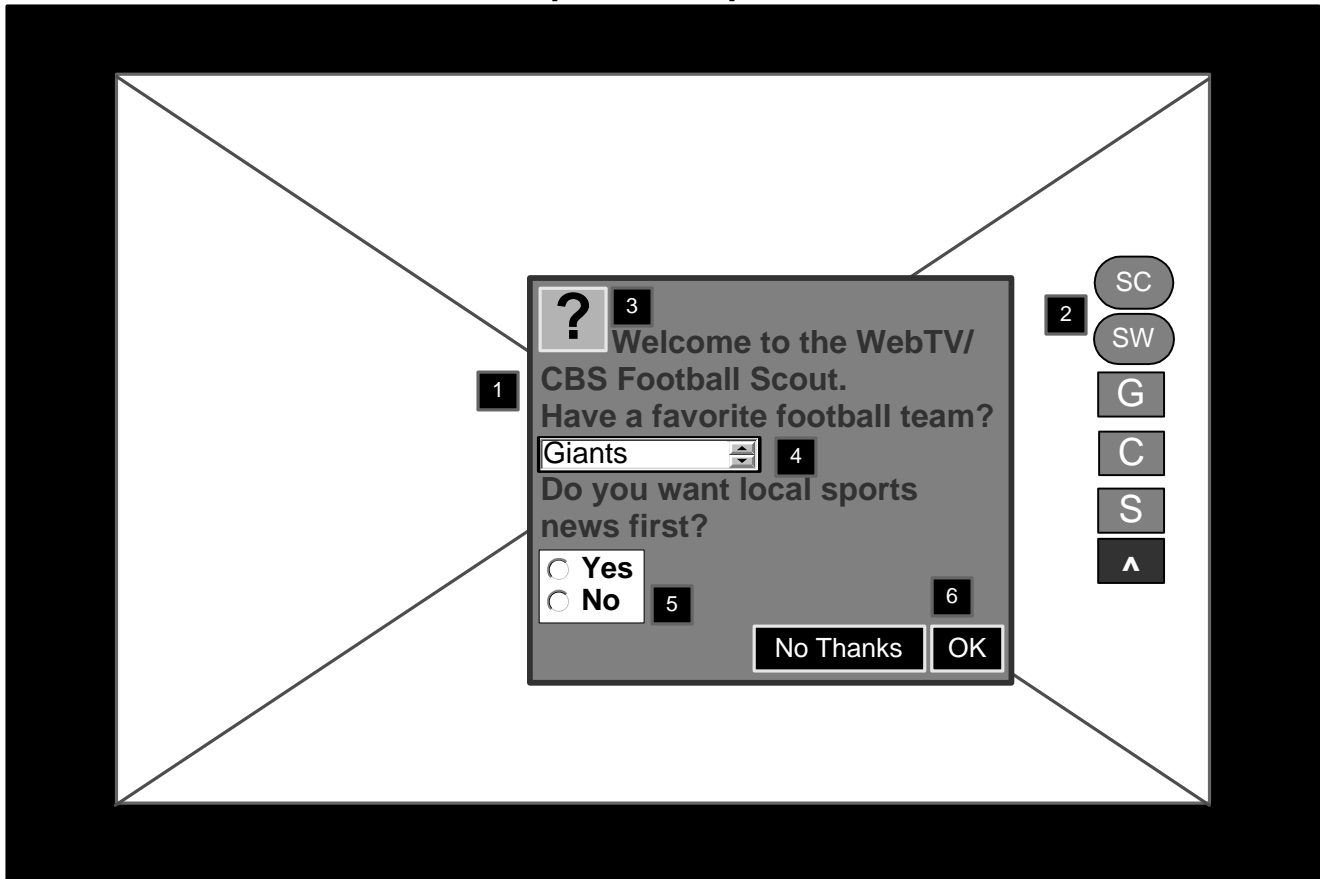 ?
3
Welcome to the WebTV/
CBS Football Scout.
Have a favorite football team?
Giants
4
Do you want local sports
news first?
Yes
No
5
6
No Thanks
OK
1
2
SC
SW
G
C
S
^